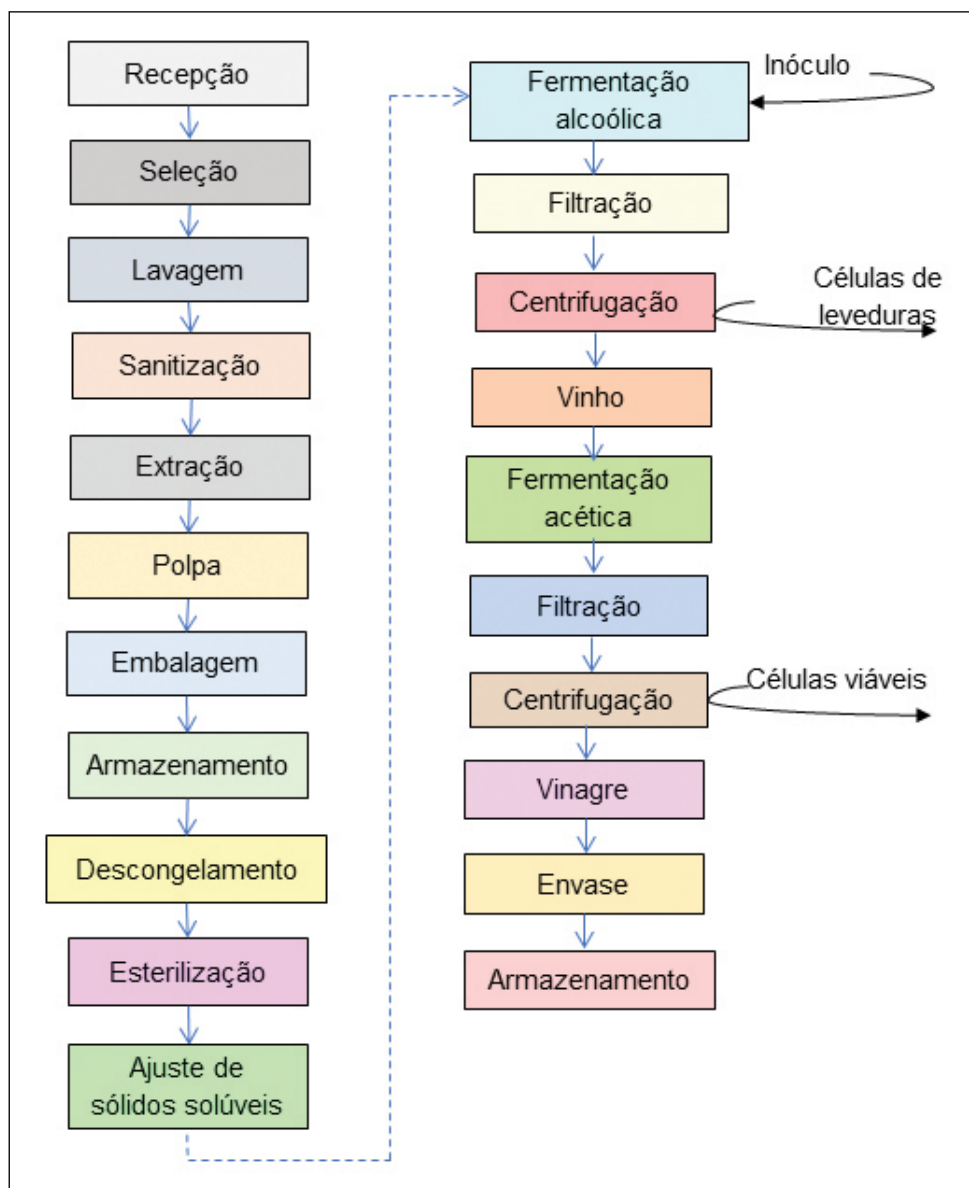 Recepção
Seleção
Lavagem
Sanitização
Extração
Polpa
Embalagem
Armazenamento
Descongelamento
Esterilização
Ajuste de
sólidos solúveis
Fermentação
alcoólica
Inóculo
Filtração
Centrifugação
Células de
leveduras
Vinho
Fermentação
acética
Filtração
Centrifugação
Células viáveis
Vinagre
Envase
Armazenamento